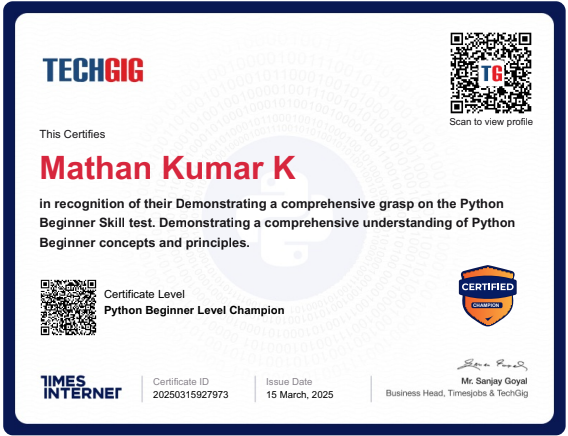 TECHGIG
TG
Scan to view profile
This Certifies
Mathan Kumar K
in recognition of their Demonstrating a comprehensive grasp on the Python
Beginner Skill test. Demonstrating a comprehensive understanding of Python
Beginner concepts and principles.
Certificate Level
Python Beginner Level Champion
CERTIFIED
CHAMPION
TIMES
INTERNET
Certificate ID
20250315927973
Issue Date
15 March, 2025
Mr. Sanjay Goyal
Business Head, Timesjobs & TechGig